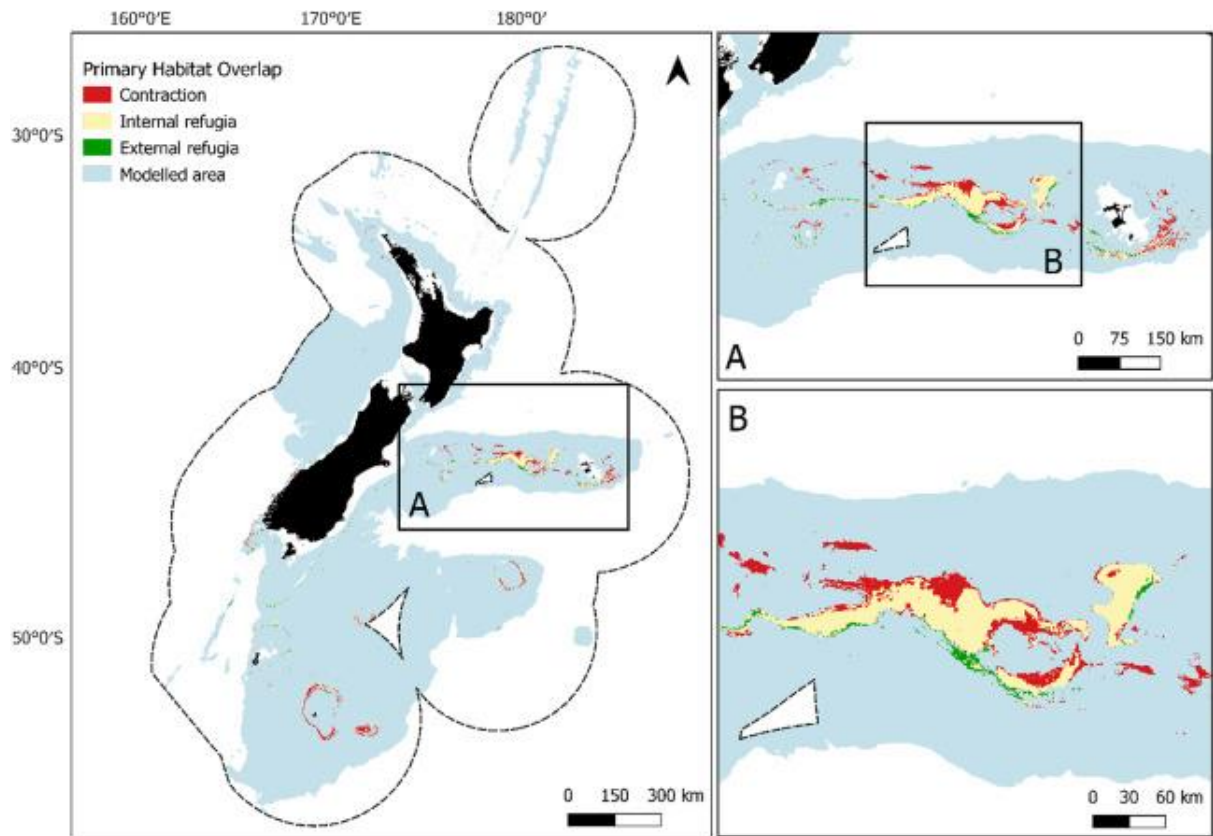 160°0'E 170°0'E 180°0'
30°0'S
40°0'S
50°0'S
Primary Habitat Overlap
Contraction
Internal refugia
External refugia
Modelled area
A
0 150 300 km
B
0 75 150 km
A
B
0 30 60 km